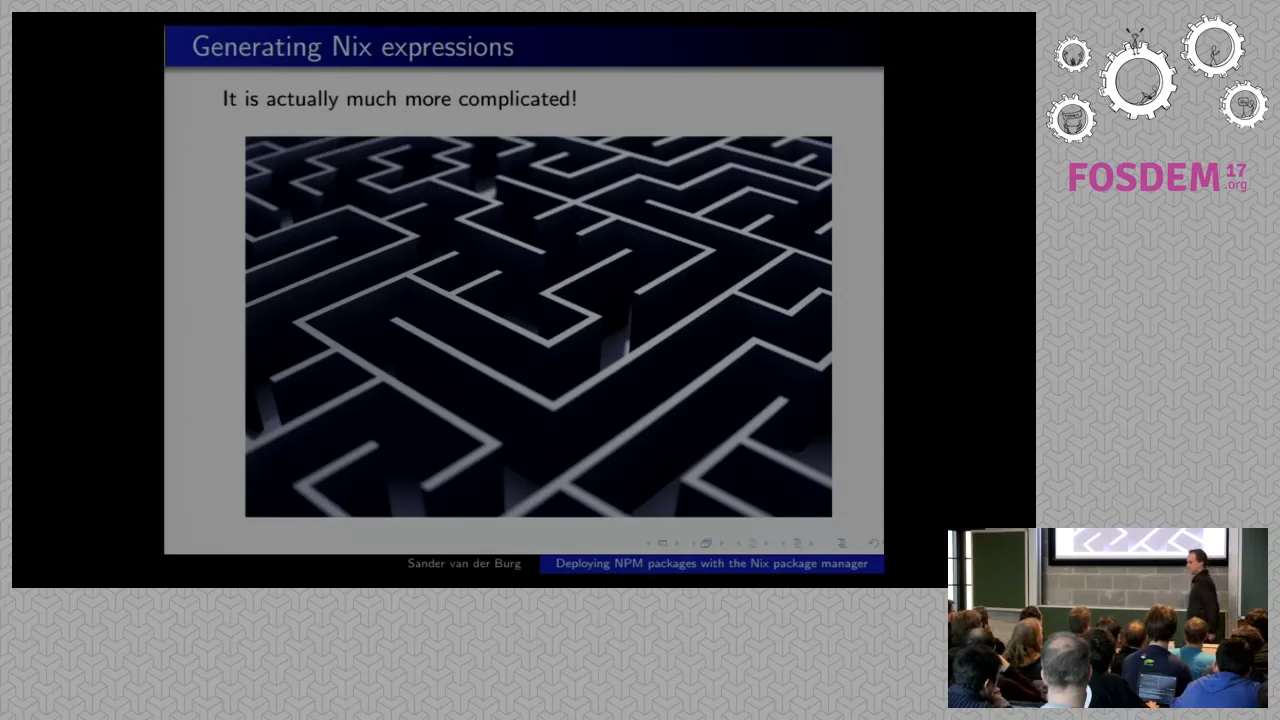 Generating Nix expressions
It is actually much more complicated!
Sander van der Burg
Deploying NPM packages with the Nix package manager
FOSDEM 17
.org